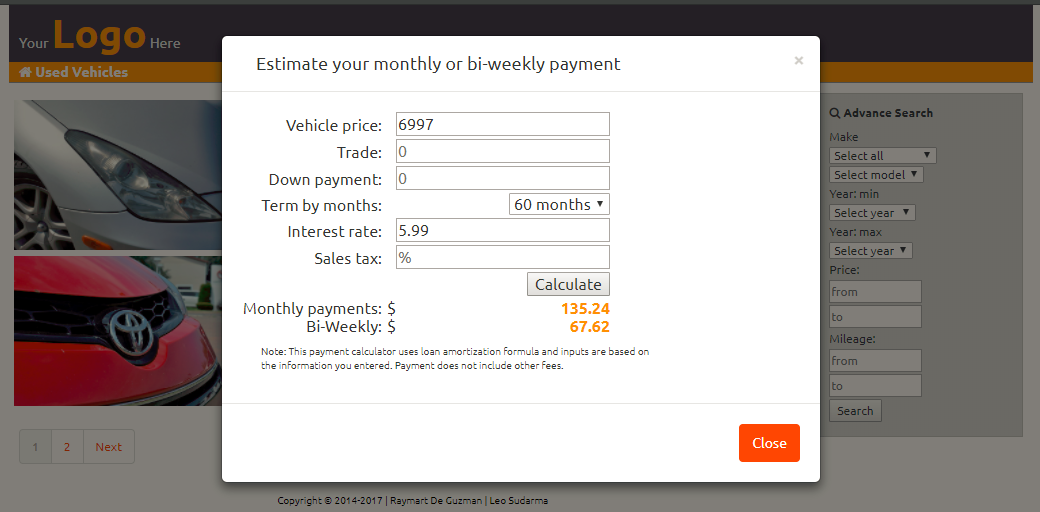 Your Logo Here
Used Vehicles
Estimate your monthly or bi-weekly payment
×
Vehicle price: 6997
Trade: 0
Down payment: 0
Term by months: 60 months
Interest rate: 5.99
Sales tax: %
Calculate
Monthly payments: $ 135.24
Bi-Weekly: $ 67.62
Note: This payment calculator uses loan amortization formula and inputs are based on
the information you entered. Payment does not include other fees.
Close
Advance Search
Make
Select all
Select model
Year: min
Select year
Year: max
Select year
Price:
from
to
Mileage:
from
to
Search
1 2 Next
Copyright © 2014-2017 | Raymart De Guzman | Leo Sudarma